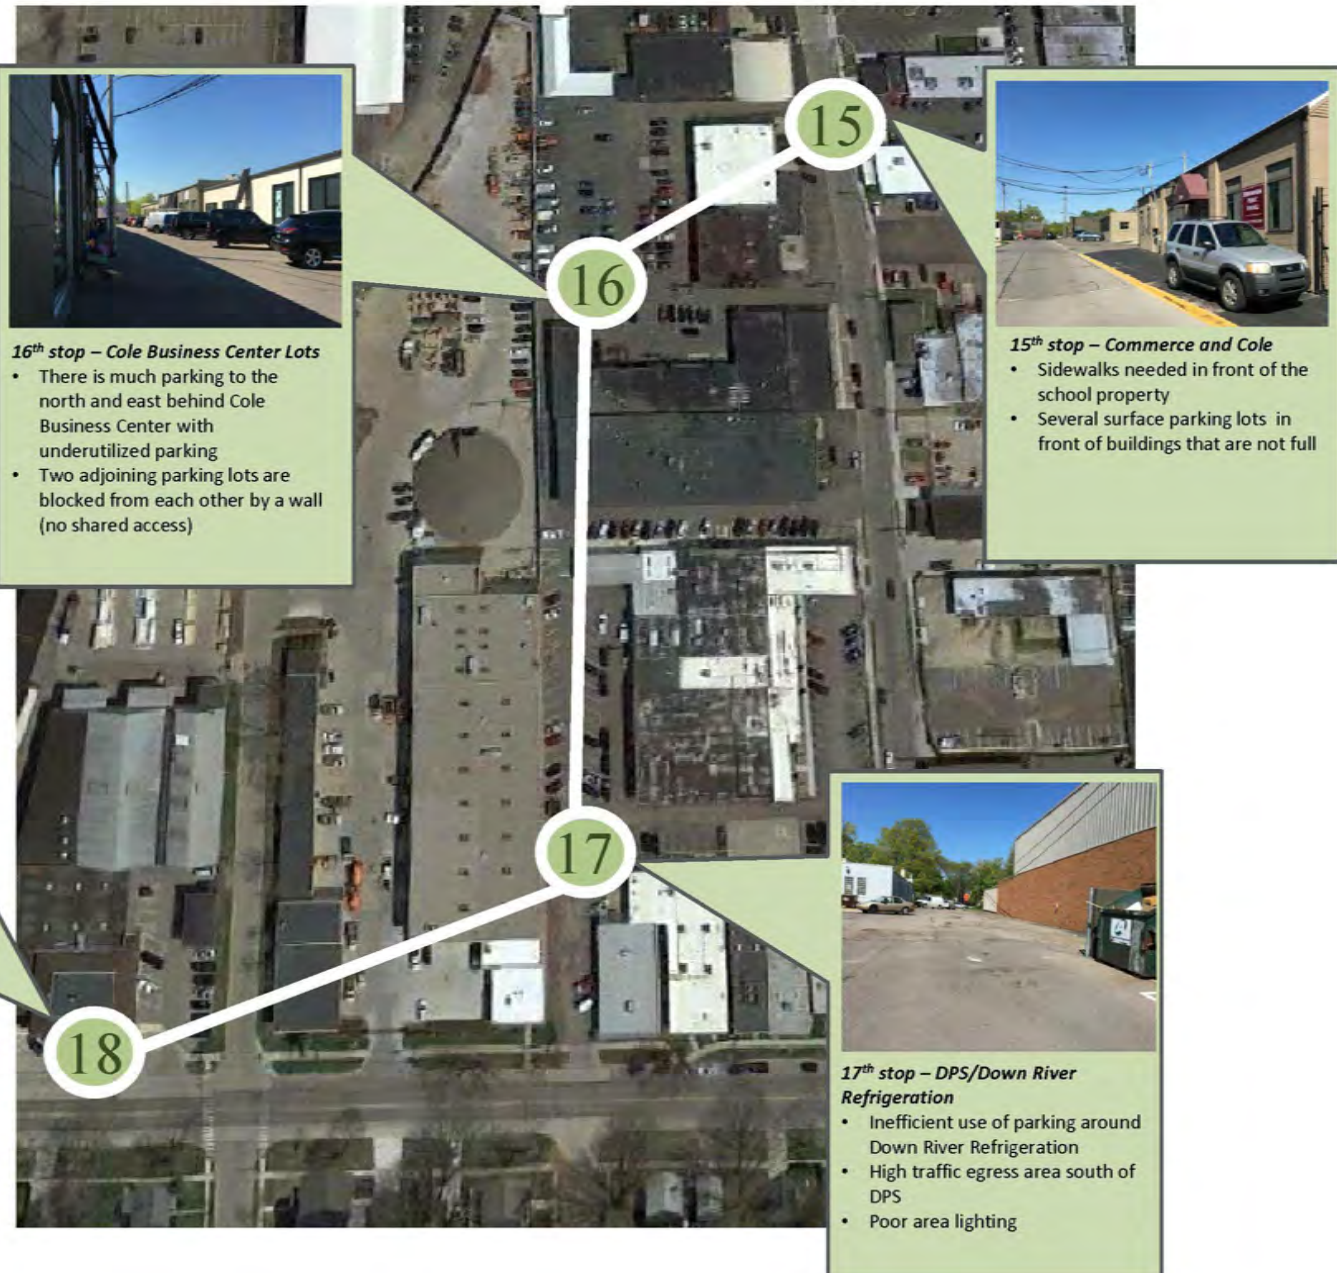 15
16
17
18
16th stop – Cole Business Center Lots
• There is much parking to the
north and east behind Cole
Business Center with
underutilized parking
• Two adjoining parking lots are
blocked from each other by a wall
(no shared access)
15th stop – Commerce and Cole
• Sidewalks needed in front of the
school property
• Several surface parking lots in
front of buildings that are not full
17th stop – DPS/Down River
Refrigeration
• Inefficient use of parking around
Down River Refrigeration
• High traffic egress area south of
DPS
• Poor area lighting